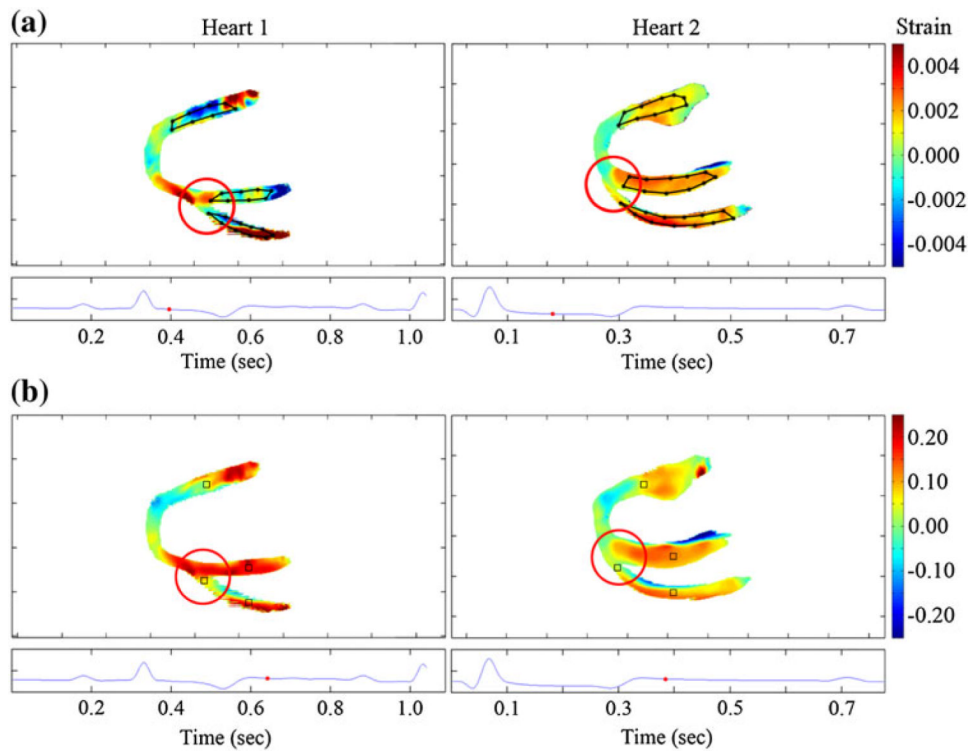 (a)
Heart 1
Heart 2
Strain
0.004
0.002
0.000
-0.002
-0.004
0.2 0.4 0.6 0.8 1.0
Time (sec)
0.1 0.3 0.5 0.7
Time (sec)
(b)
0.20
0.10
0.00
-0.10
-0.20
0.2 0.4 0.6 0.8 1.0
Time (sec)
0.1 0.3 0.5 0.7
Time (sec)